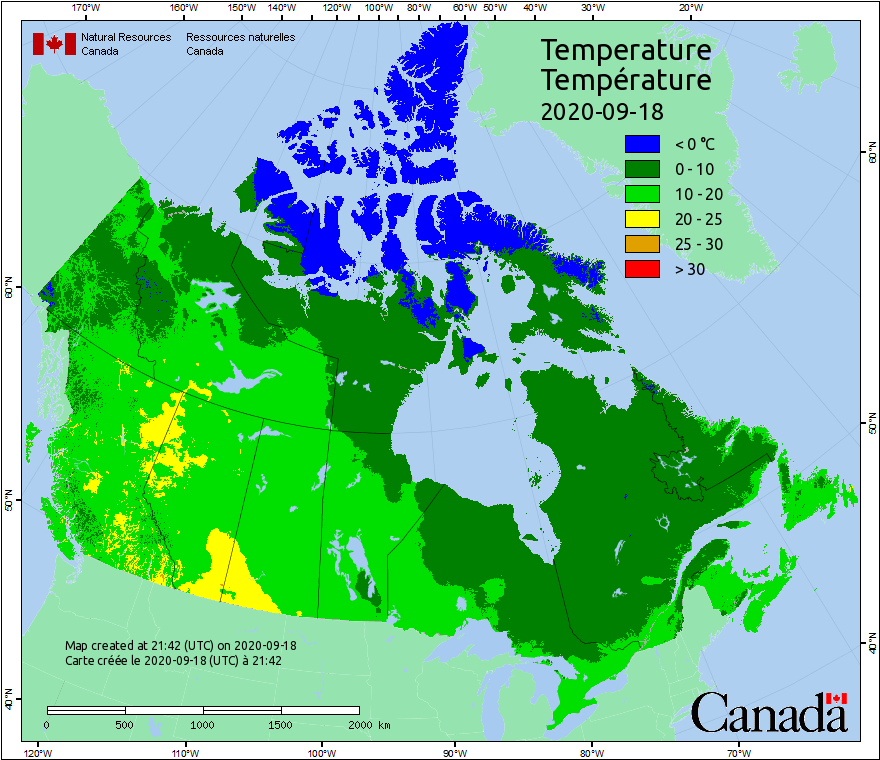 170°W 160°W 150°W 140°W 130°W 120°W 110°W 100°W 90°W 80°W 70°W 60°W 50°W 40°W 30°W 20°W
Natural Resources Ressources naturelles
Canada Canada
Temperature
Température
2020-09-18
< 0 °C
0 - 10
10 - 20
20 - 25
25 - 30
> 30
60°N
60°N
50°N
50°N
40°N
40°N
Map created at 21:42 (UTC) on 2020-09-18
Carte créée le 2020-09-18 (UTC) à 21:42
0 500 1000 1500 2000 km
Canada
120°W 110°W 100°W 90°W 80°W 70°W